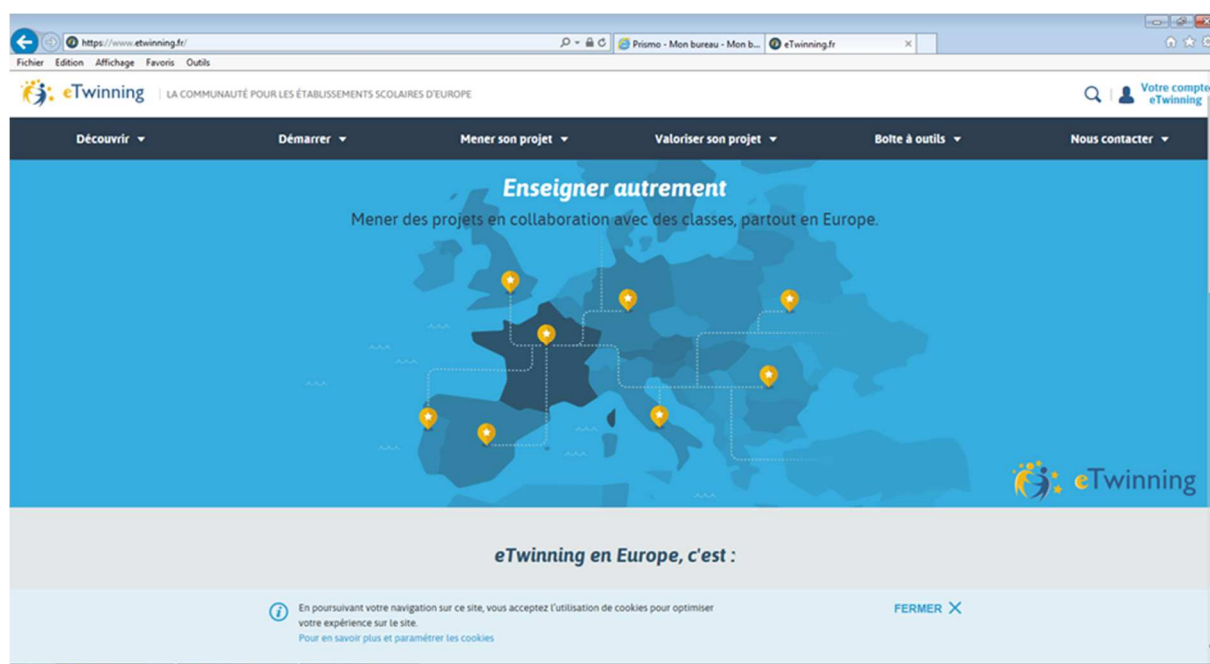 https://www.etwinning.fr/
Prismo - Mon bureau - Mon b...
eTwinning.fr
Fichier Edition Affichage Favoris Outils
eTwinning
LA COMMUNAUTÉ POUR LES ÉTABLISSEMENTS SCOLAIRES D'EUROPE
Votre compte
eTwinning
Découvrir
Démarrer
Mener son projet
Valoriser son projet
Boîte à outils
Nous contacter
Enseigner autrement
Mener des projets en collaboration avec des classes, partout en Europe.
eTwinning
eTwinning en Europe, c'est :
En poursuivant votre navigation sur ce site, vous acceptez l'utilisation de cookies pour optimiser
votre expérience sur le site.
Pour en savoir plus et paramétrer les cookies
FERMER